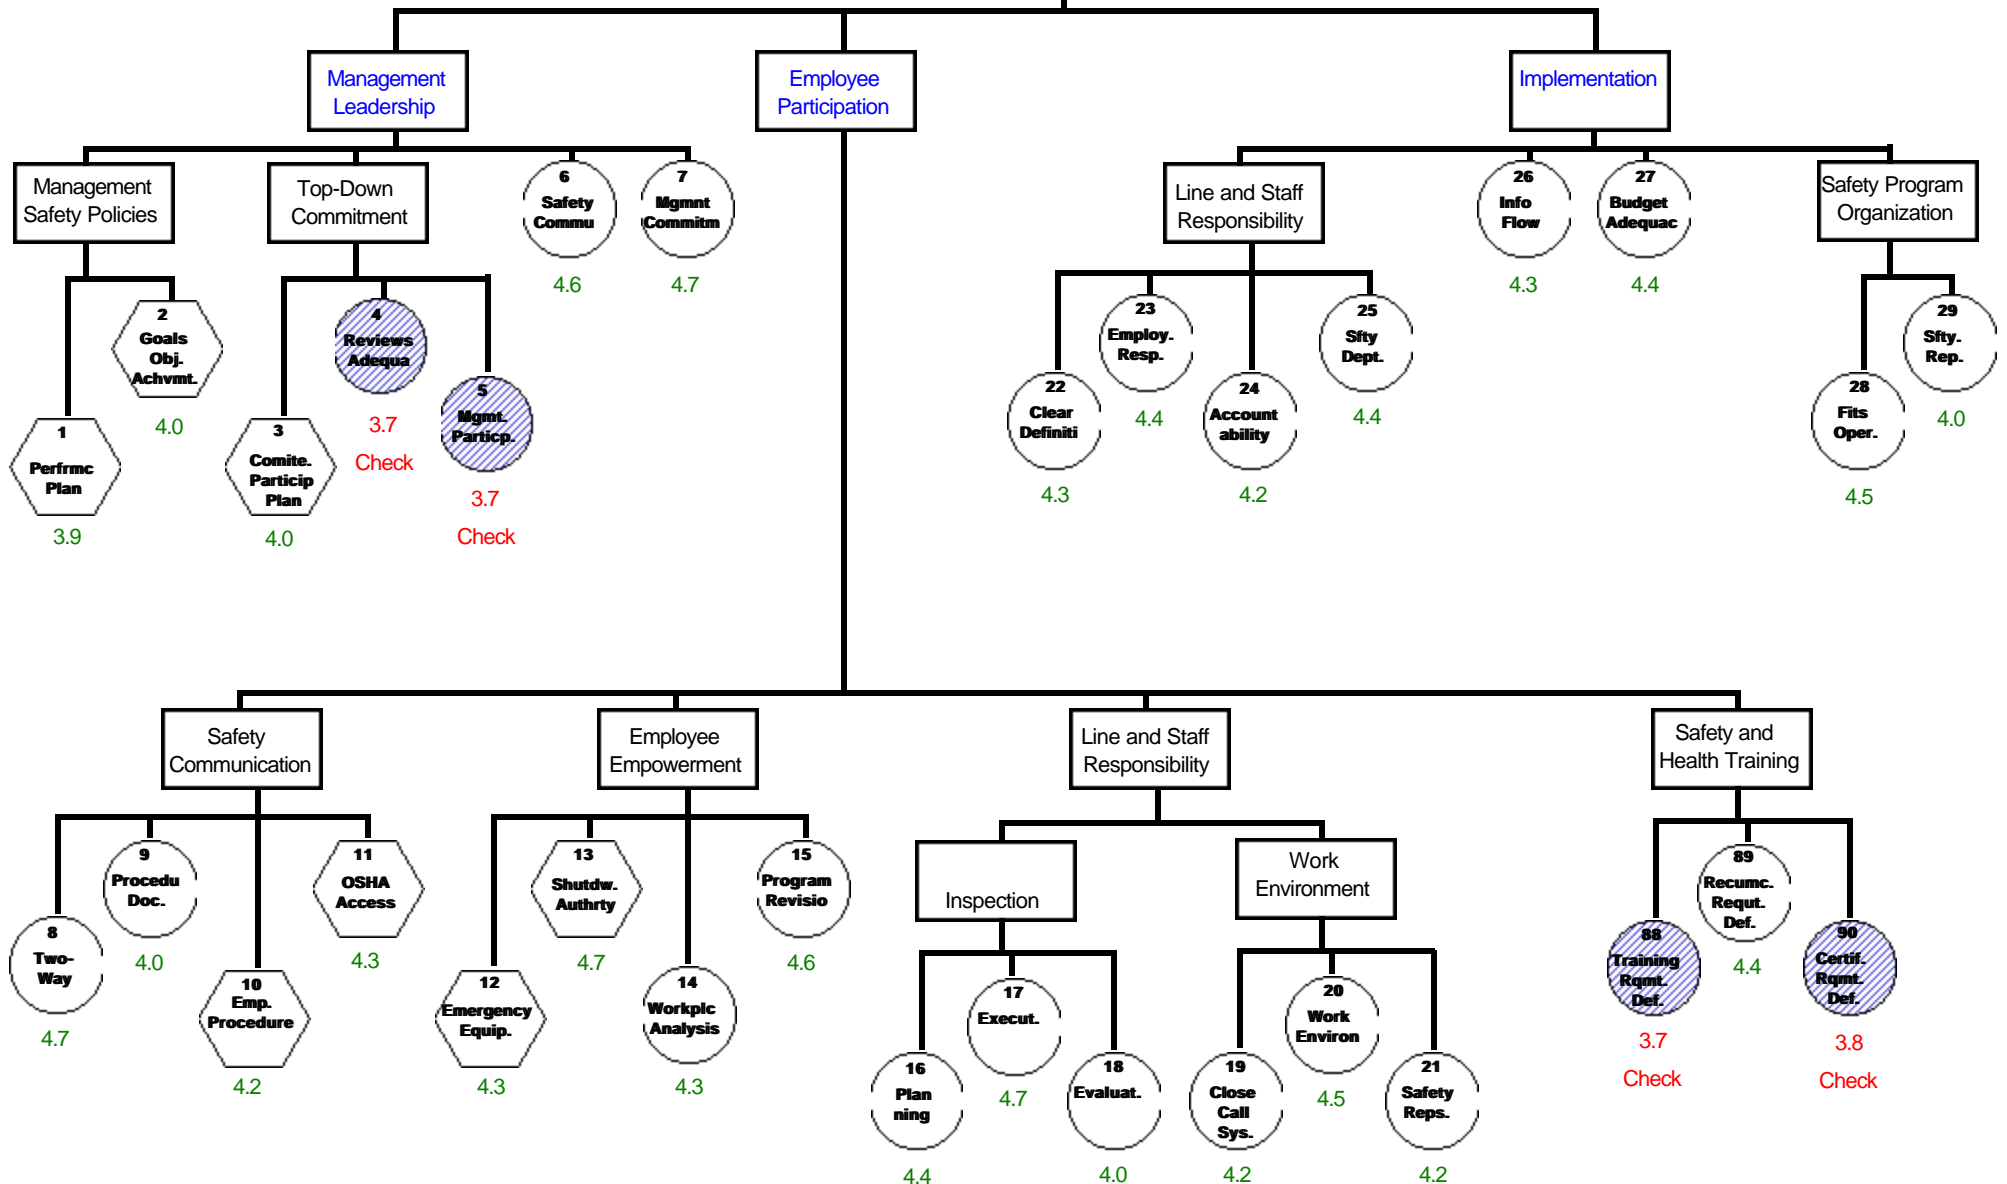 Management
Leadership
Employee
Participation
Implementation
Management
Safety Policies
Top-Down
Commitment
6
Safety
Commu
4.6
7
Mgmnt
Commitm
4.7
Line and Staff
Responsibility
26
Info
Flow
4.3
27
Budget
Adequac
4.4
Safety Program
Organization
1
Perfrmc
Plan
3.9
2
Goals
Obj.
Achvmt.
4.0
3
Comite.
Particip
Plan
4.0
4
Reviews
Adequa
3.7
Check
5
Mgmt.
Particp.
3.7
Check
22
Clear
Definiti
4.3
23
Employ.
Resp.
4.4
24
Account
ability
4.2
25
Sfty
Dept.
4.4
28
Fits
Oper.
4.5
29
Sfty.
Rep.
4.0
Safety
Communication
Employee
Empowerment
Line and Staff
Responsibility
Safety and
Health Training
8
Two-
Way
4.7
9
Procedu
Doc.
4.0
10
Emp.
Procedure
4.2
11
OSHA
Access
4.3
12
Emergency
Equip.
4.3
13
Shutdw.
Authrty
4.7
14
Workplc
Analysis
4.3
15
Program
Revisio
4.6
Inspection
Work
Environment
16
Plan
ning
4.4
17
Execut.
4.7
18
Evaluat.
4.0
19
Close
Call
Sys.
4.2
20
Work
Environ
4.5
21
Safety
Reps.
4.2
88
Training
Rqmt.
Def.
3.7
Check
89
Recumc.
Requt.
Def.
4.4
90
Certif.
Rqmt.
Def.
3.8
Check